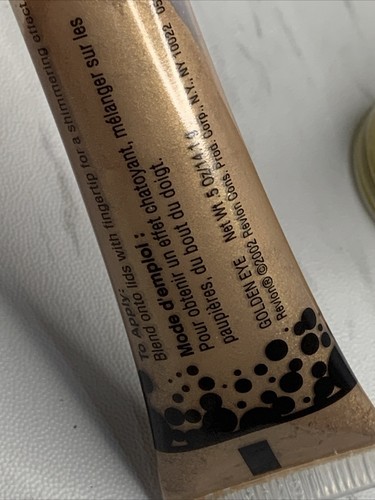 To Apply:
Blend onto lids with fingertip for a shimmering effect.
Mode d'emploi :
Pour obtenir un effet chatoyant, mélanger sur les
paupières, du bout du doigt.
GOLDEN EYE Net Wt. .5 Oz/14.1 g
Revlon® ©2002 Revlon Cons. Prod. Corp., N.Y., NY 10022